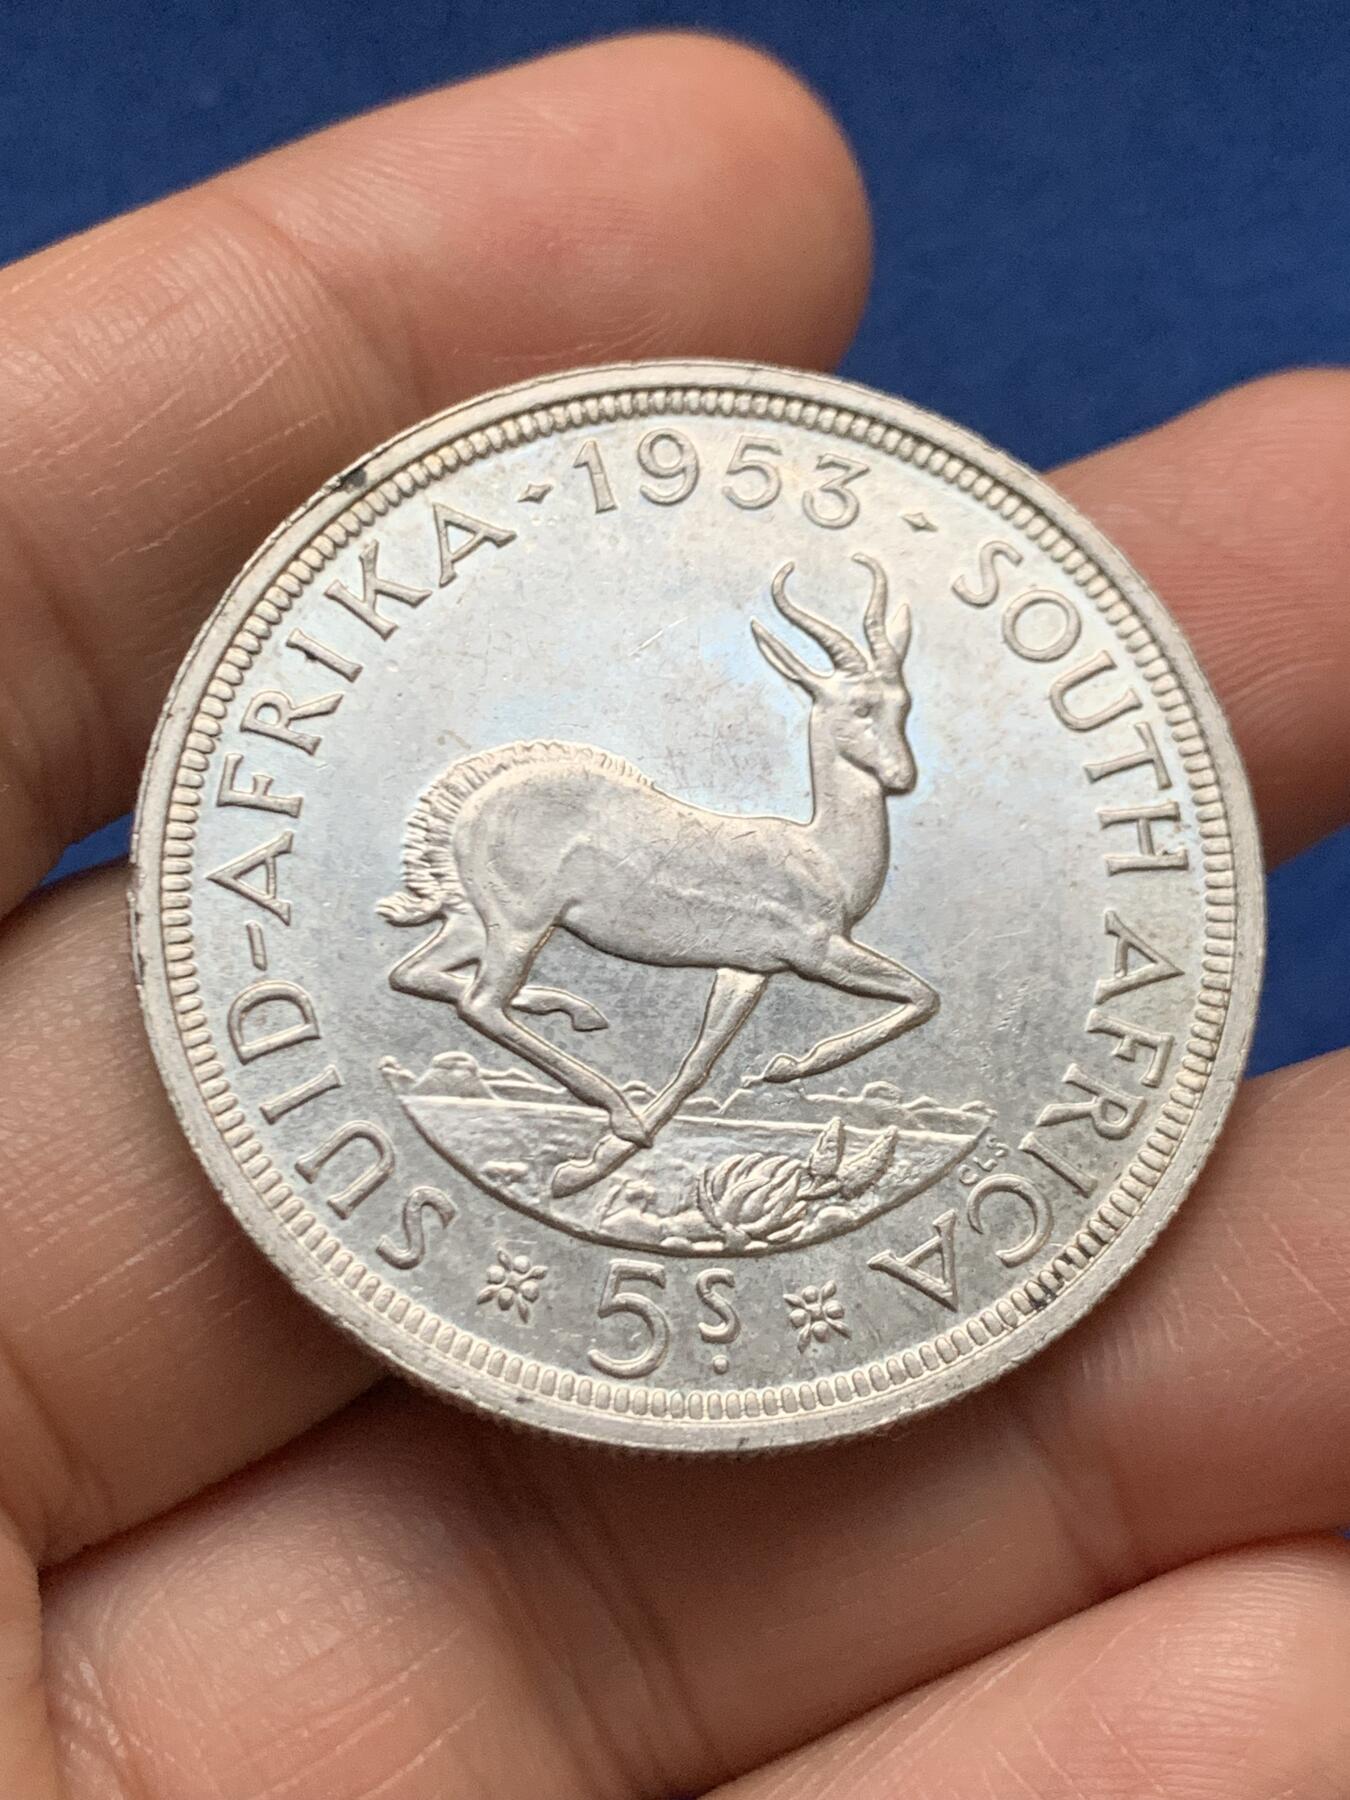 SUID-AFRIKA · 1953 · SOUTH AFRICA
CLS
5S.